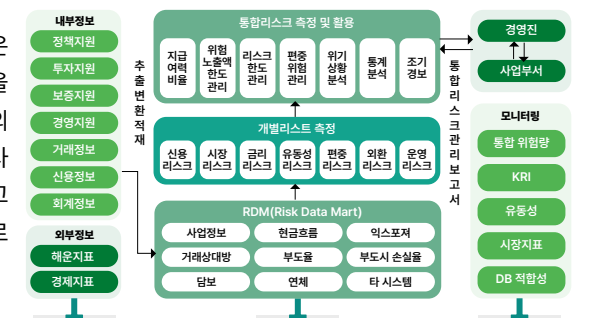 은
을
의
고
로
내부정보
정책지원
투자지원
보증지원
경영지원
거래정보
신용정보
회계정보
외부정보
해운지표
경제지표
추출변환적재
통합리스크 측정 및 활용
지급
여력
비율
위험
노출액
한도
관리
리스크
한도
관리
편중
위험
관리
위기
상황
분석
통계
분석
조기
경보
개별리스트 측정
신용
리스크
시장
리스크
금리
리스크
유동성
리스크
편중
리스크
외환
리스크
운영
리스크
RDM(Risk Data Mart)
사업정보 현금흐름 익스포져
거래상대방 부도율 부도시 손실율
담보 연체 타 시스템
통합리스크관리보고서
경영진
사업부서
모니터링
통합 위험량
KRI
유동성
시장지표
DB 적합성